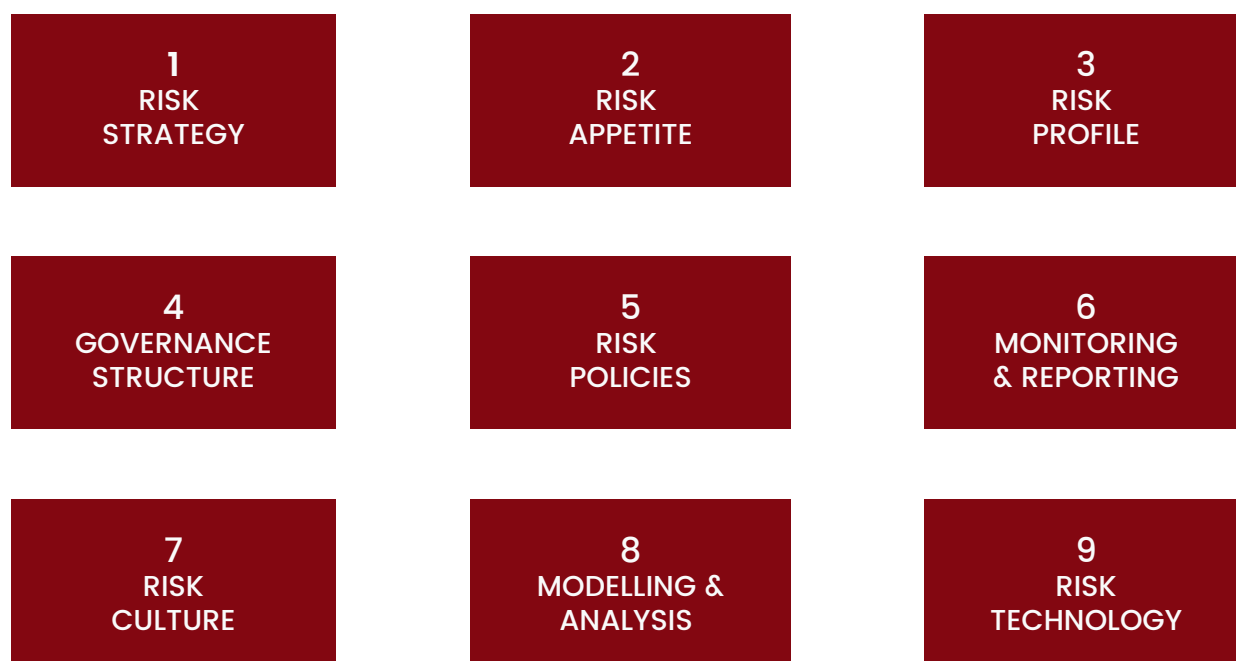 1
RISK
STRATEGY
2
RISK
APPETITE
3
RISK
PROFILE
4
GOVERNANCE
STRUCTURE
5
RISK
POLICIES
6
MONITORING
& REPORTING
7
RISK
CULTURE
8
MODELLING &
ANALYSIS
9
RISK
TECHNOLOGY